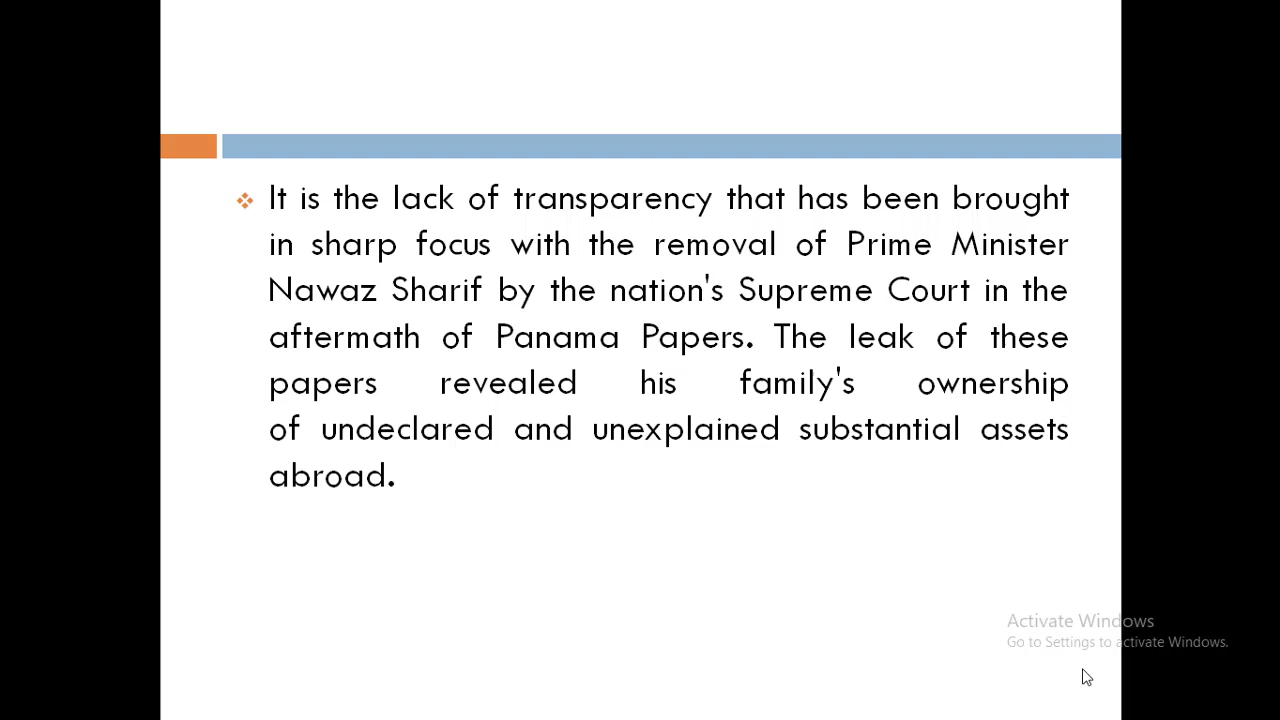 It is the lack of transparency that has been brought
in sharp focus with the removal of Prime Minister
Nawaz Sharif by the nation's Supreme Court in the
aftermath of Panama Papers. The leak of these
papers revealed his family's ownership
of undeclared and unexplained substantial assets
abroad.
Activate Windows
Go to Settings to activate Windows.